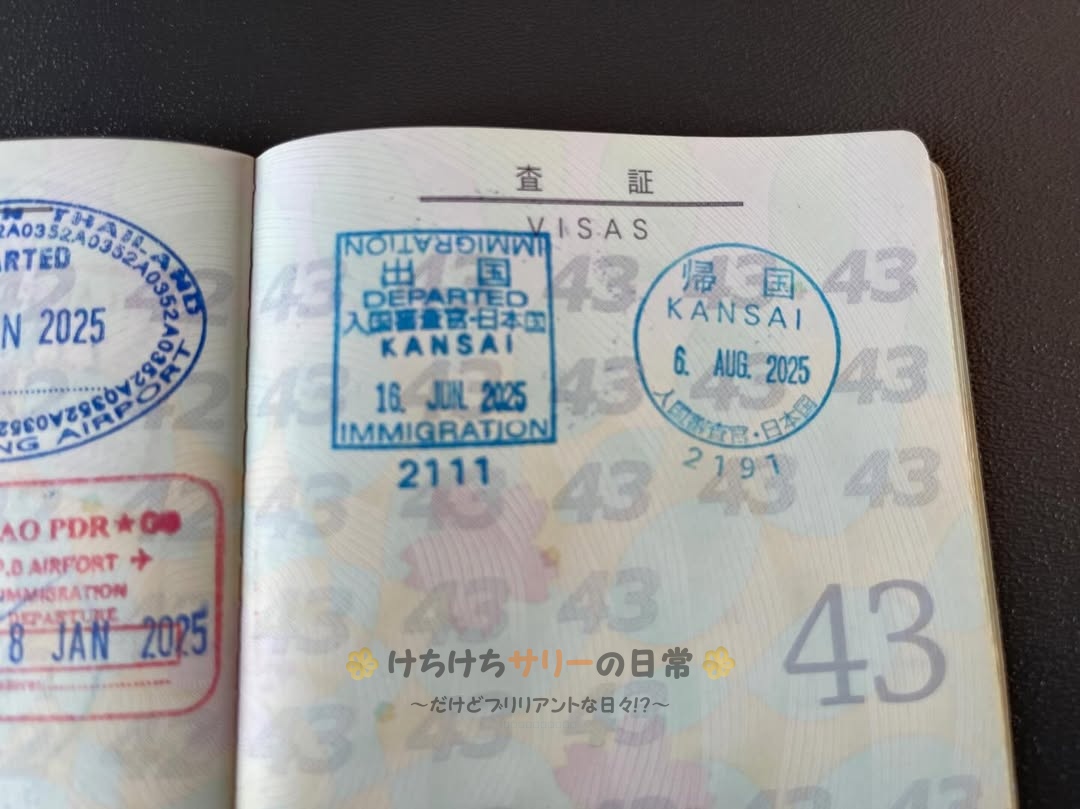 THAILAND
2A0352A0352A0352A0352A0352A
2025
AIRPORT
PDR★
AIRPORT
IMMIGRATION
DEPARTURE
8 JAN 2025
査 証
VISAS
IMMIGRATION
出 国
DEPARTED
入国審査官・日本国
KANSAI
16. JUN. 2025
IMMIGRATION
2111
帰 国
KANSAI
6. AUG. 2025
入国審査官・日本国
2191
43
けちけちサリーの日常
～だけどブリリアントな日々!?～